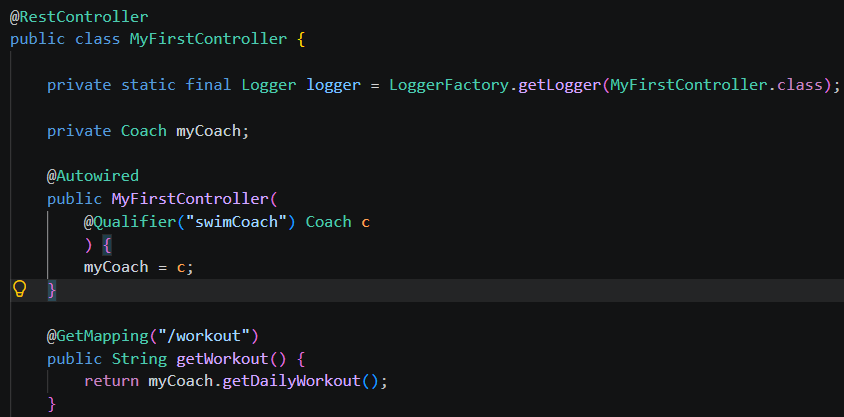 @RestController
public class MyFirstController {
private static final Logger logger = LoggerFactory.getLogger(MyFirstController.class);
private Coach myCoach;
@Autowired
public MyFirstController(
@Qualifier("swimCoach") Coach c
) {
myCoach = c;
}
@GetMapping("/workout")
public String getWorkout() {
return myCoach.getDailyWorkout();
}